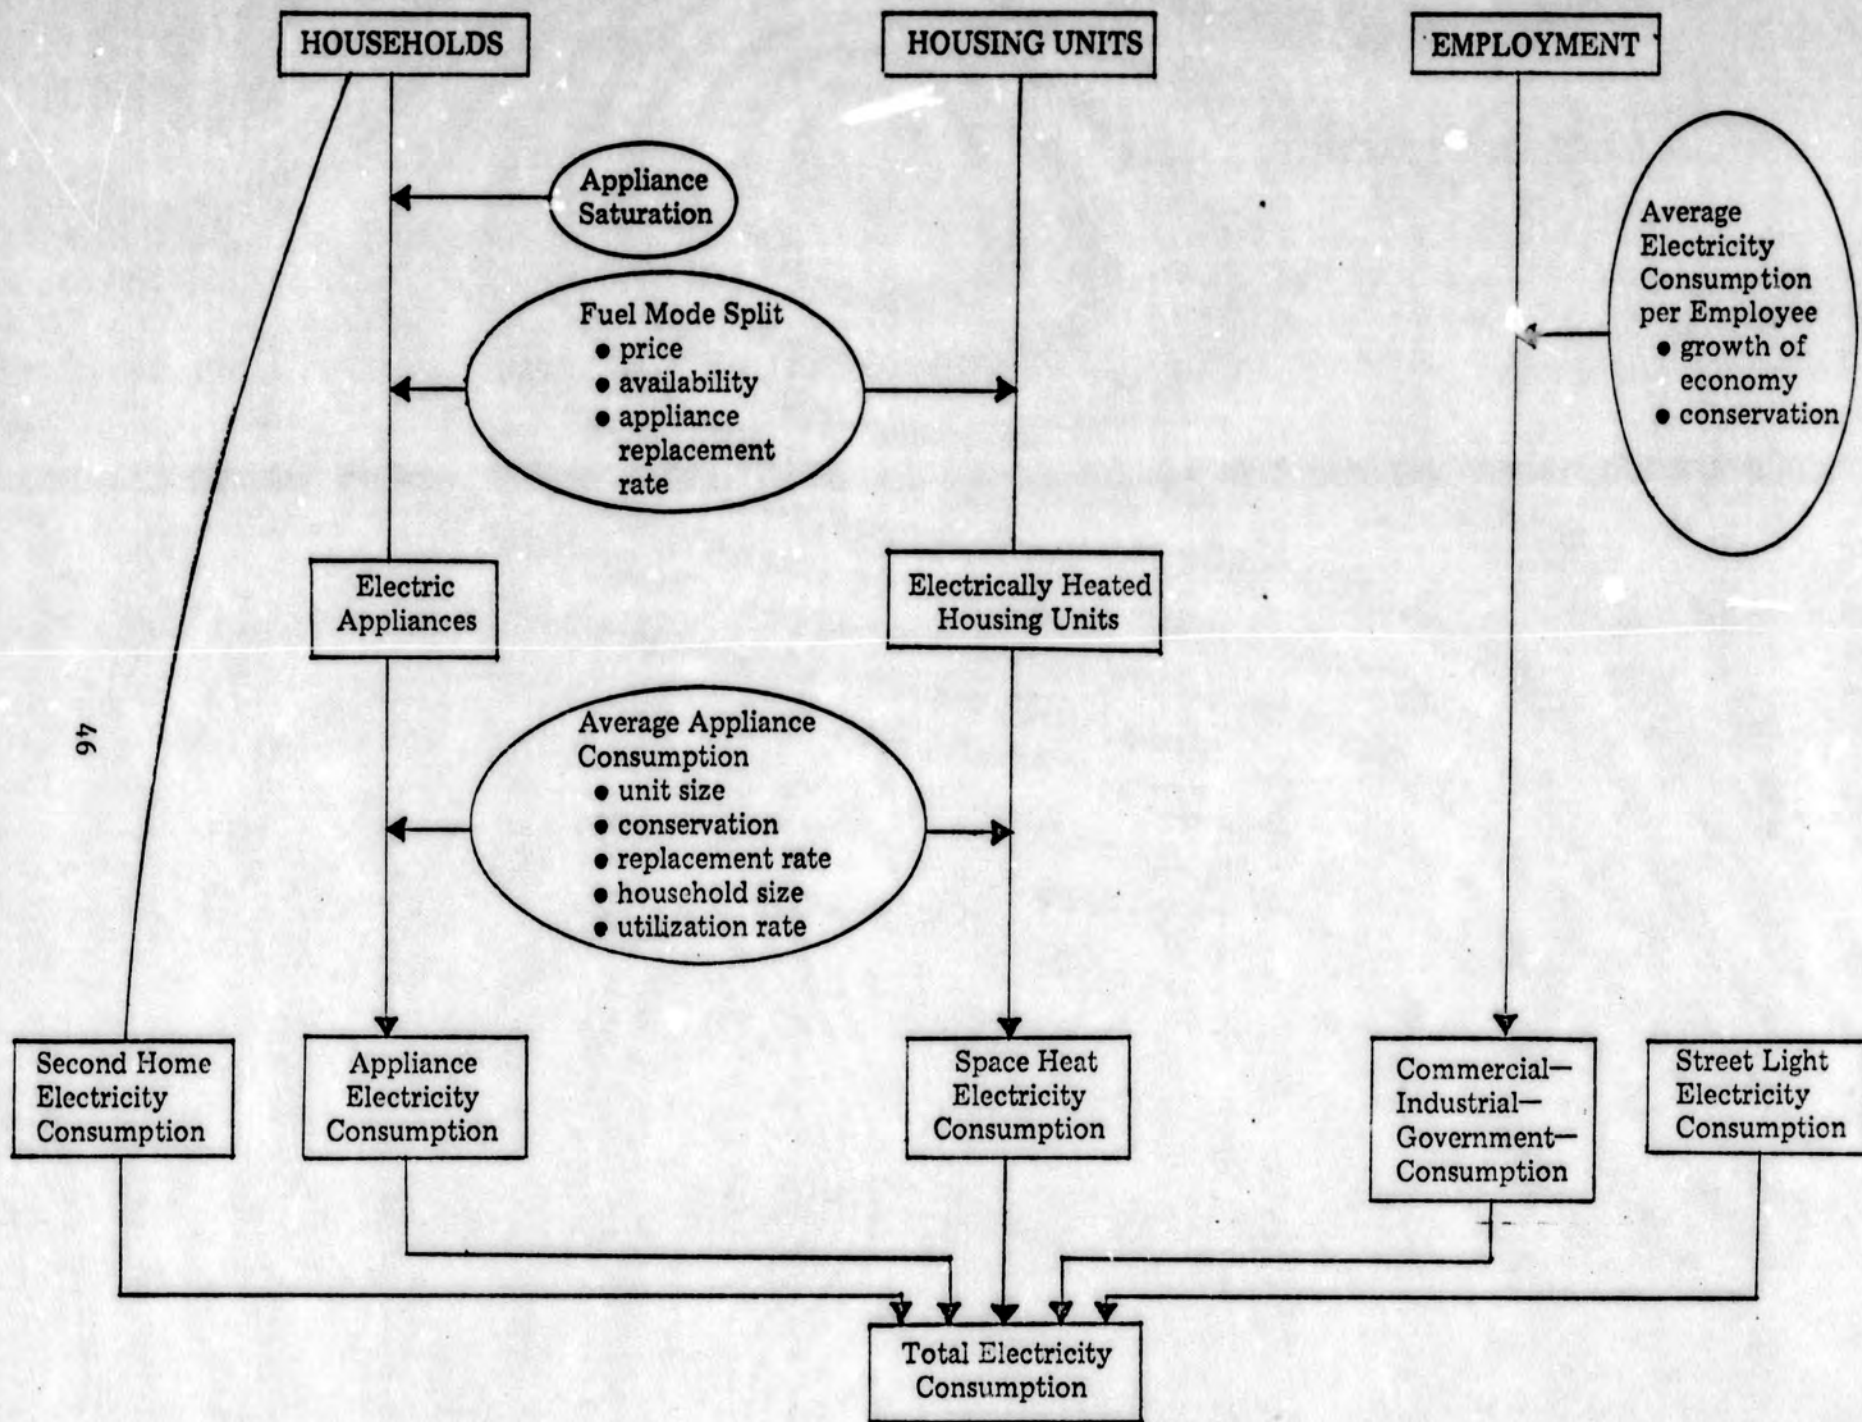 HOUSEHOLDS
HOUSING UNITS
EMPLOYMENT
Appliance
Saturation
Fuel Mode Split
● price
● availability
● appliance
replacement
rate
Average
Electricity
Consumption
per Employee
● growth of
economy
● conservation
Electric
Appliances
Electrically Heated
Housing Units
Average Appliance
Consumption
● unit size
● conservation
● replacement rate
● household size
● utilization rate
46
Second Home
Electricity
Consumption
Appliance
Electricity
Consumption
Space Heat
Electricity
Consumption
Commercial—
Industrial—
Government—
Consumption
Street Light
Electricity
Consumption
Total Electricity
Consumption